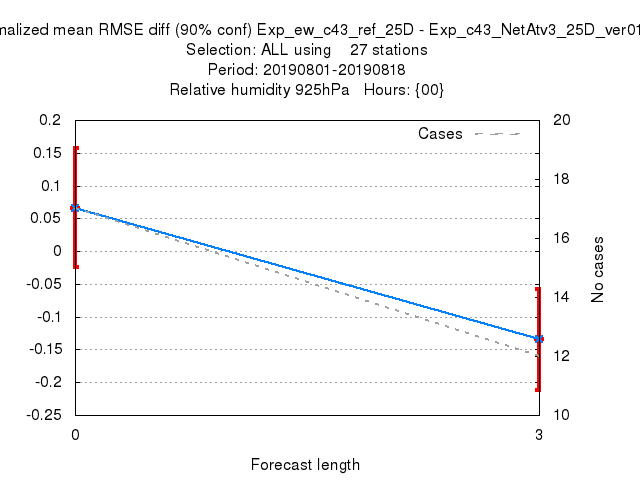 malized mean RMSE diff (90% conf) Exp_ew_c43_ref_25D - Exp_c43_NetAtv3_25D_ver01
Selection: ALL using 27 stations
Period: 20190801-20190818
Relative humidity 925hPa Hours: {00}
0.2
0.15
0.1
0.05
0
-0.05
-0.1
-0.15
-0.2
-0.25
Cases
20
18
16
14
12
10
No cases
0
3
Forecast length